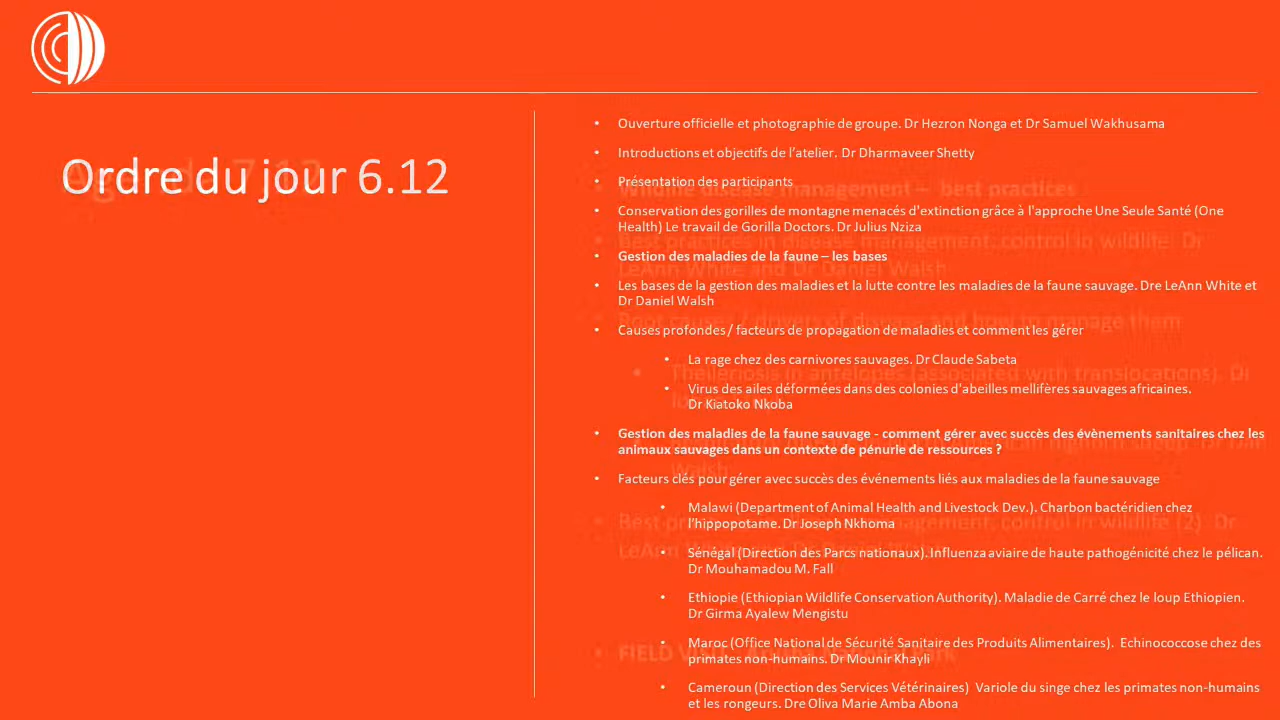 Ordre du jour 6.12
• Ouverture officielle et photographie de groupe. Dr Hezron Nonga et Dr Samuel Wakhusama
• Introductions et objectifs de l'atelier. Dr Dharmaveer Shetty
• Présentation des participants
• Conservation des gorilles de montagne menacés d'extinction grâce à l'approche Une Seule Santé (One
Health) Le travail de Gorilla Doctors. Dr Julius Nziza
• Gestion des maladies de la faune – les bases
• Les bases de la gestion des maladies et la lutte contre les maladies de la faune sauvage. Dre LeAnn White et
Dr Daniel Walsh
• Causes profondes / facteurs de propagation de maladies et comment les gérer
• La rage chez des carnivores sauvages. Dr Claude Sabeta
• Virus des ailes déformées dans des colonies d'abeilles mellifères sauvages africaines.
Dr Kiatoko Nkoba
• Gestion des maladies de la faune sauvage - comment gérer avec succès des évènements sanitaires chez les
animaux sauvages dans un contexte de pénurie de ressources ?
• Facteurs clés pour gérer avec succès des événements liés aux maladies de la faune sauvage
• Malawi (Department of Animal Health and Livestock Dev.). Charbon bactéridien chez
l'hippopotame. Dr Joseph Nkhoma
• Sénégal (Direction des Parcs nationaux). Influenza aviaire de haute pathogénicité chez le pélican.
Dr Mouhamadou M. Fall
• Ethiopie (Ethiopian Wildlife Conservation Authority). Maladie de Carré chez le loup Ethiopien.
Dr Girma Ayalew Mengistu
• Maroc (Office National de Sécurité Sanitaire des Produits Alimentaires). Echinococcose chez des
primates non-humains. Dr Mounir Khayli
• Cameroun (Direction des Services Vétérinaires) Variole du singe chez les primates non-humains
et les rongeurs. Dre Oliva Marie Amba Abona